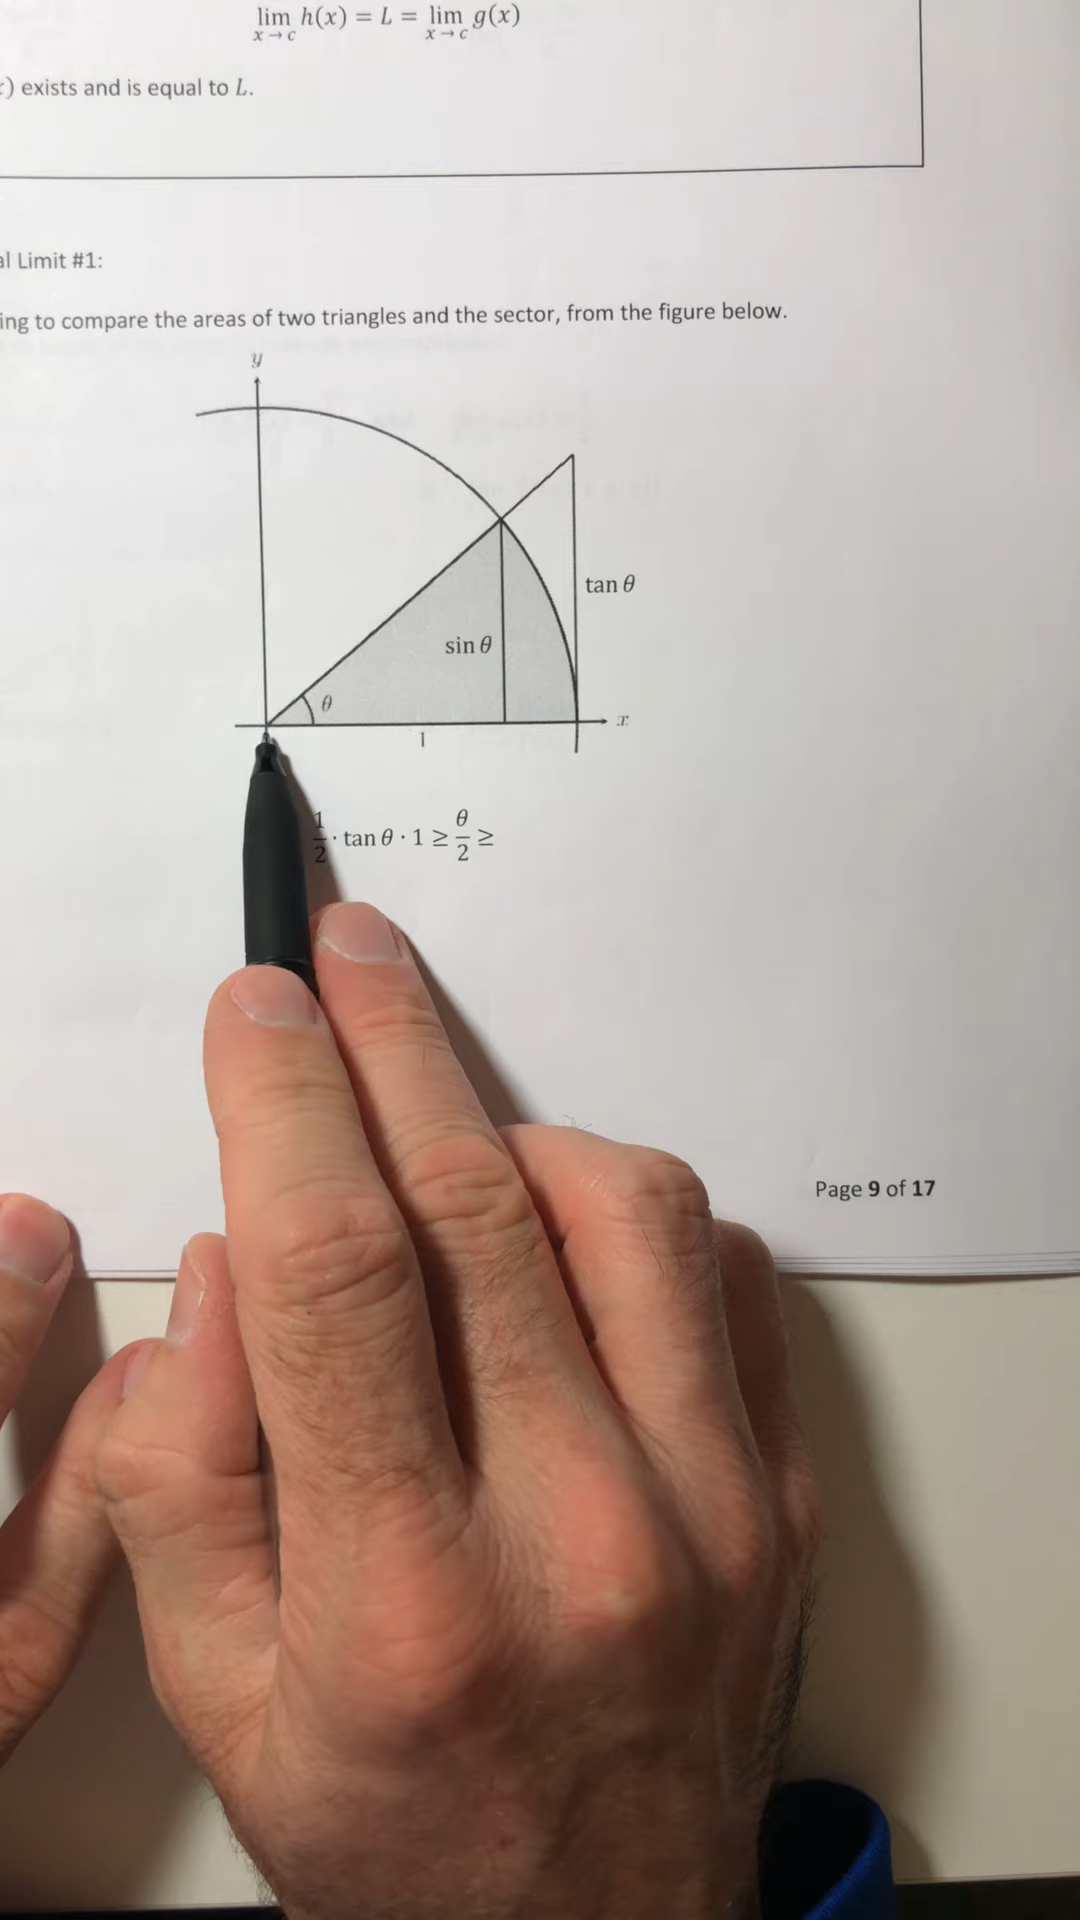 lim h(x) = L = lim g(x)
x→c x→c
) exists and is equal to L.
al Limit #1:
ing to compare the areas of two triangles and the sector, from the figure below.
y
tan θ
sin θ
θ
x
1
1/2 · tan θ · 1 ≥ θ/2 ≥
Page 9 of 17